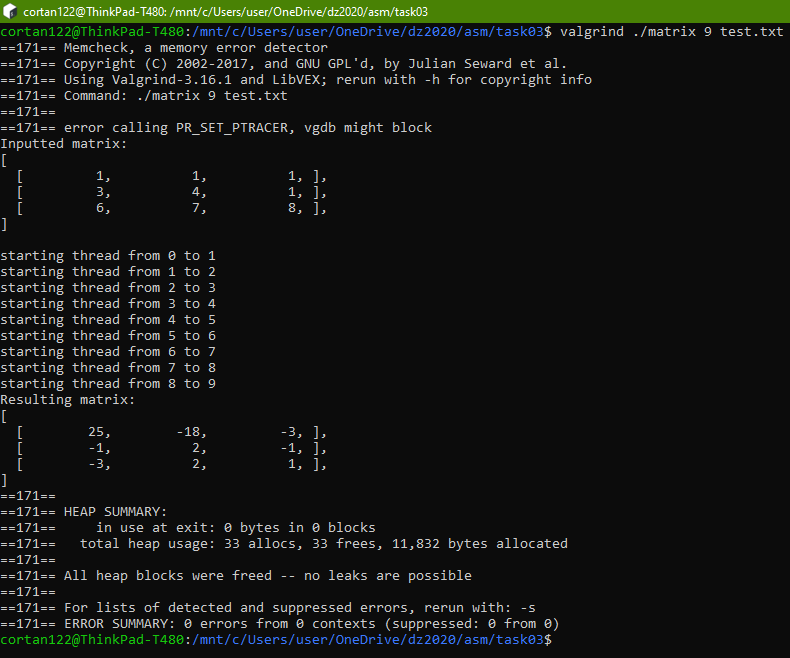 cortan122@ThinkPad-T480: /mnt/c/Users/user/OneDrive/dz2020/asm/task03
cortan122@ThinkPad-T480:/mnt/c/Users/user/OneDrive/dz2020/asm/task03$ valgrind ./matrix 9 test.txt
==171== Memcheck, a memory error detector
==171== Copyright (C) 2002-2017, and GNU GPL'd, by Julian Seward et al.
==171== Using Valgrind-3.16.1 and LibVEX; rerun with -h for copyright info
==171== Command: ./matrix 9 test.txt
==171==
==171== error calling PR_SET_PTRACER, vgdb might block
Inputted matrix:
[
  [         1,          1,          1, ],
  [         3,          4,          1, ],
  [         6,          7,          8, ],
]

starting thread from 0 to 1
starting thread from 1 to 2
starting thread from 2 to 3
starting thread from 3 to 4
starting thread from 4 to 5
starting thread from 5 to 6
starting thread from 6 to 7
starting thread from 7 to 8
starting thread from 8 to 9
Resulting matrix:
[
  [        25,        -18,         -3, ],
  [        -1,          2,         -1, ],
  [        -3,          2,          1, ],
]
==171==
==171== HEAP SUMMARY:
==171==     in use at exit: 0 bytes in 0 blocks
==171==   total heap usage: 33 allocs, 33 frees, 11,832 bytes allocated
==171==
==171== All heap blocks were freed -- no leaks are possible
==171==
==171== For lists of detected and suppressed errors, rerun with: -s
==171== ERROR SUMMARY: 0 errors from 0 contexts (suppressed: 0 from 0)
cortan122@ThinkPad-T480:/mnt/c/Users/user/OneDrive/dz2020/asm/task03$